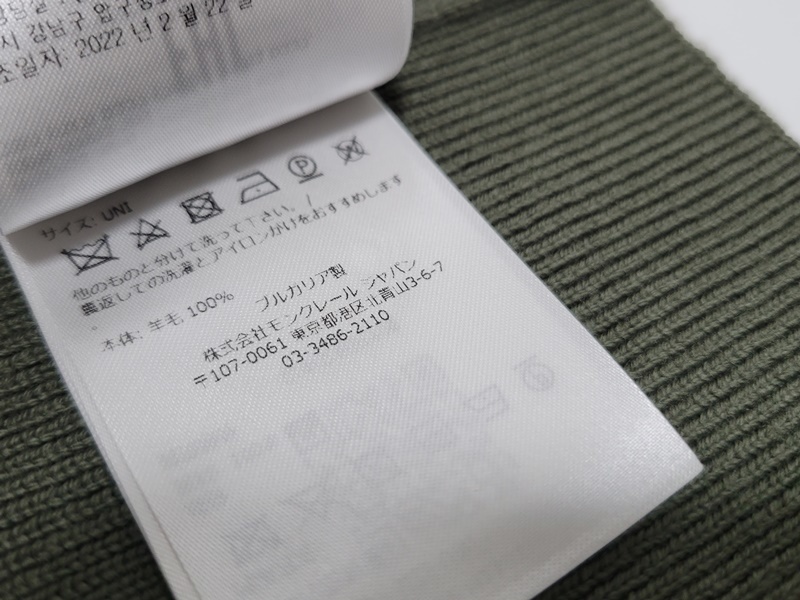 시 강남구 압구정
조일자: 2022 년 2 월 22 일
サイズ: UNI
他のものと分けて洗って下さい。/
裏返しての洗濯とアイロンがけをおすすめします
。
本体: 羊毛 100%
ブルガリア製
株式会社モンクレール ジャパン
〒107-0061 東京都港区北青山3-6-7
03-3486-2110